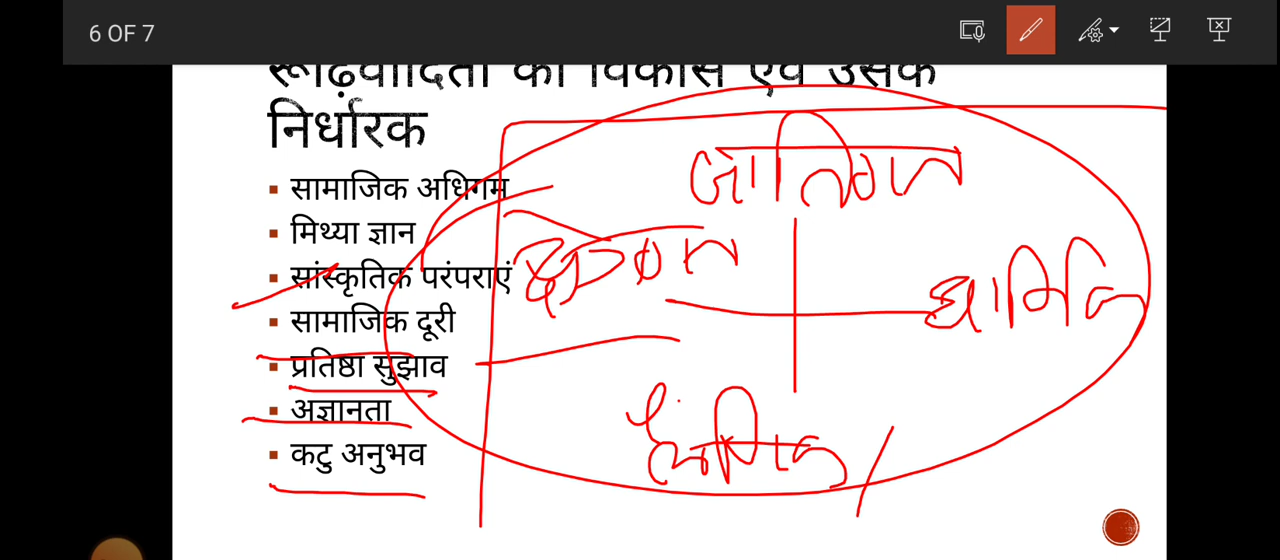 6 OF 7
रूढ़िवादिता का विकास एवं उसके
निर्धारक
▪ सामाजिक अधिगम
▪ मिथ्या ज्ञान
▪ सांस्कृतिक परंपराएं
▪ सामाजिक दूरी
▪ प्रतिष्ठा सुझाव
▪ अज्ञानता
▪ कटु अनुभव
जातिगत
धार्मिक